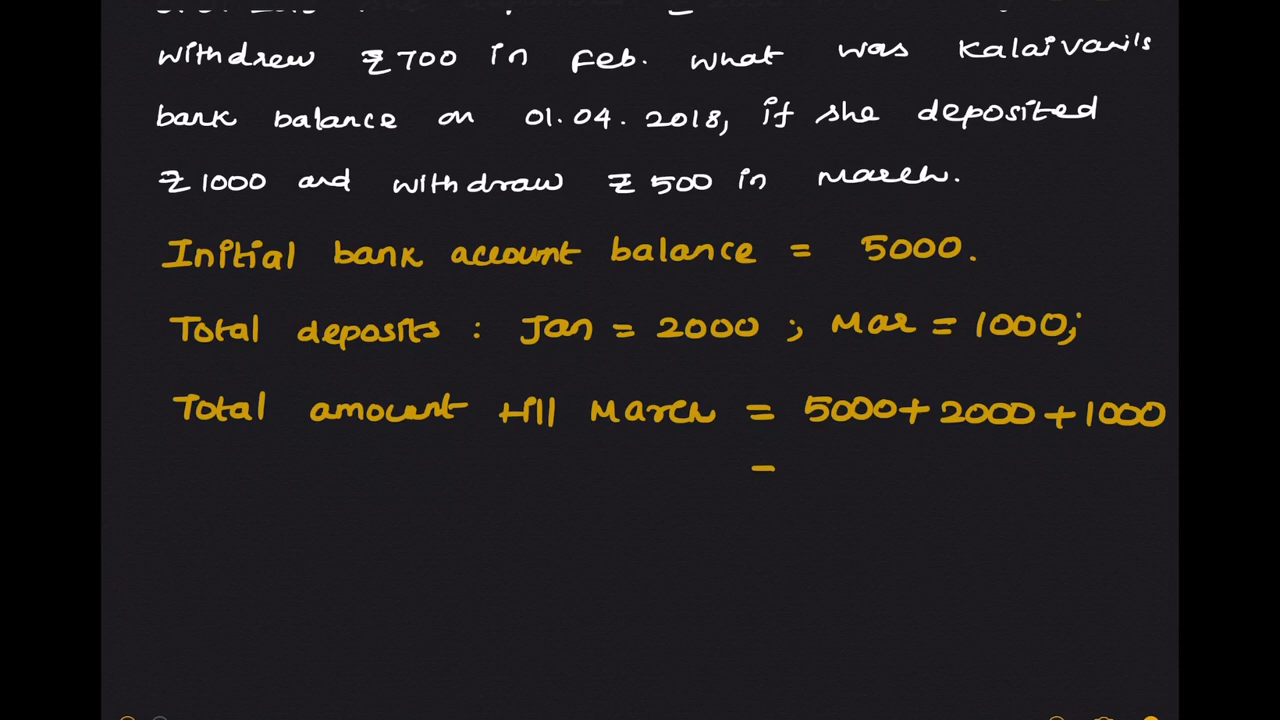 withdrew ₹700 in Feb. what was Kalaivani's
bank balance on 01.04.2018, if she deposited
₹1000 and withdraw ₹500 in March.
Initial bank account balance = 5000.
Total deposits : Jan = 2000 ; Mar = 1000;
Total amount till March = 5000+2000+1000